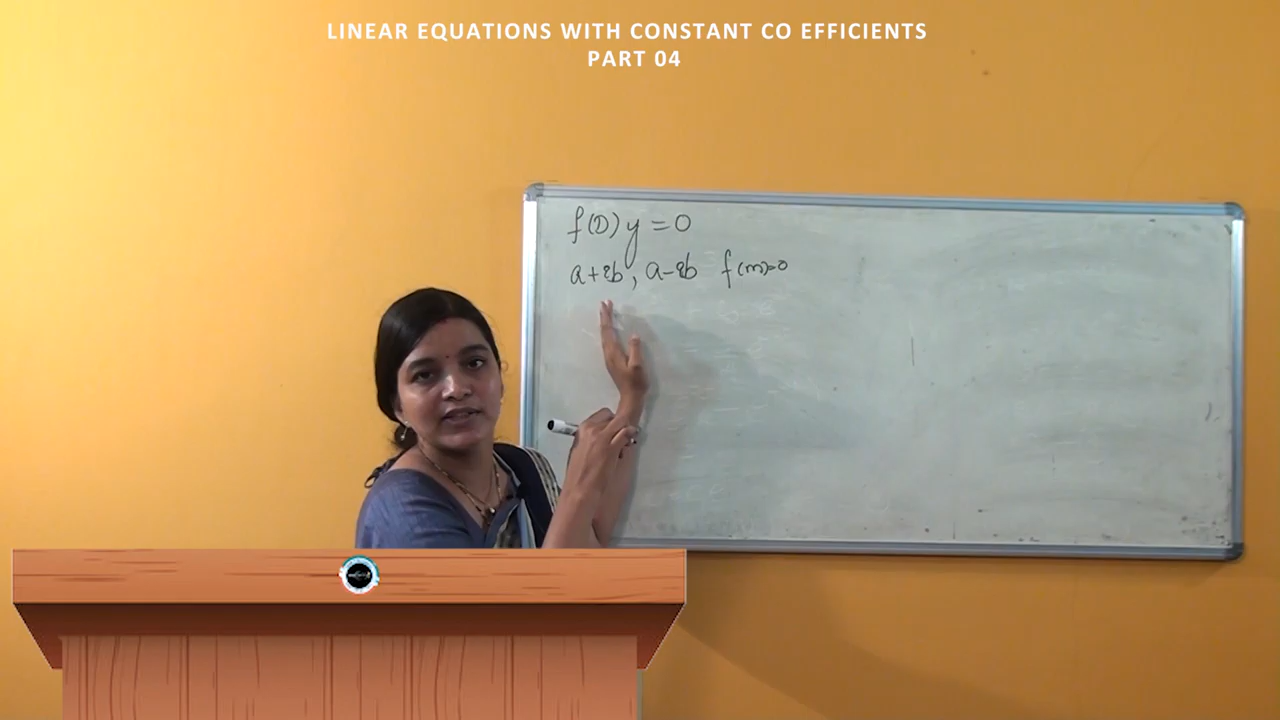 LINEAR EQUATIONS WITH CONSTANT CO EFFICIENTS
PART 04
f(D) y = 0
a+ib, a-ib f(m)=0